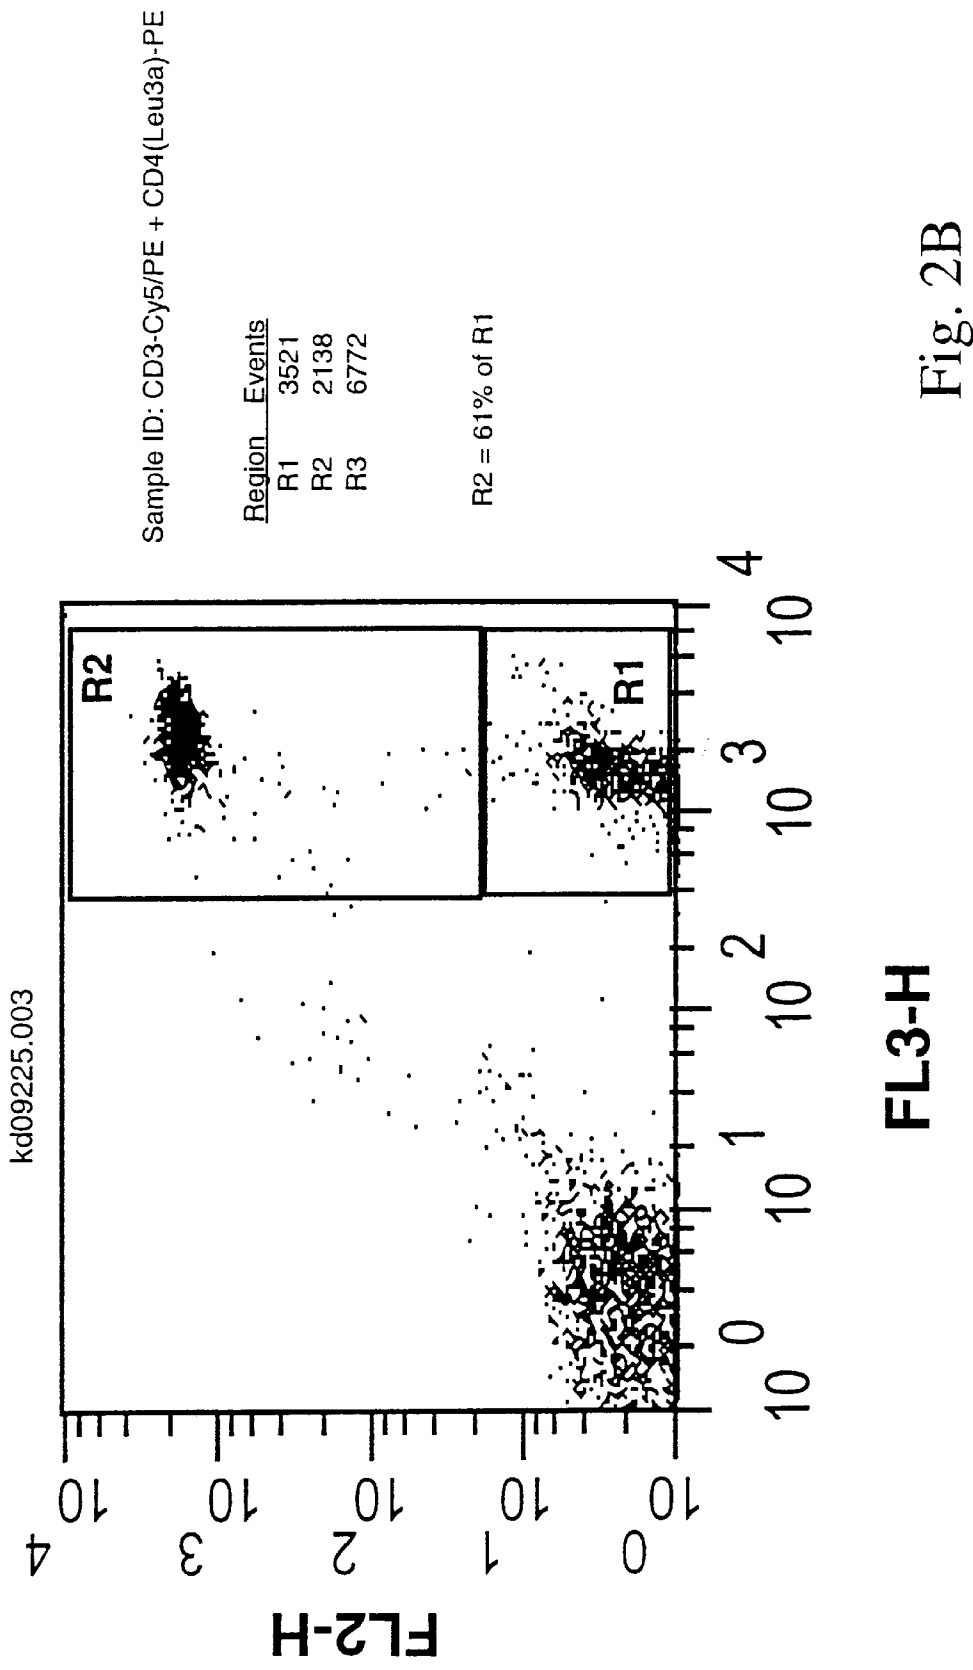 kd09225.003
Sample ID: CD3-Cy5/PE + CD4(Leu3a)-PE
Region Events
R1 3521
R2 2138
R3 6772
R2 = 61% of R1
R2
R1
FL2-H
10 4
10 3
10 2
10 1
10 0
10 0
10 1
10 2
10 3
10 4
FL3-H
Fig. 2B